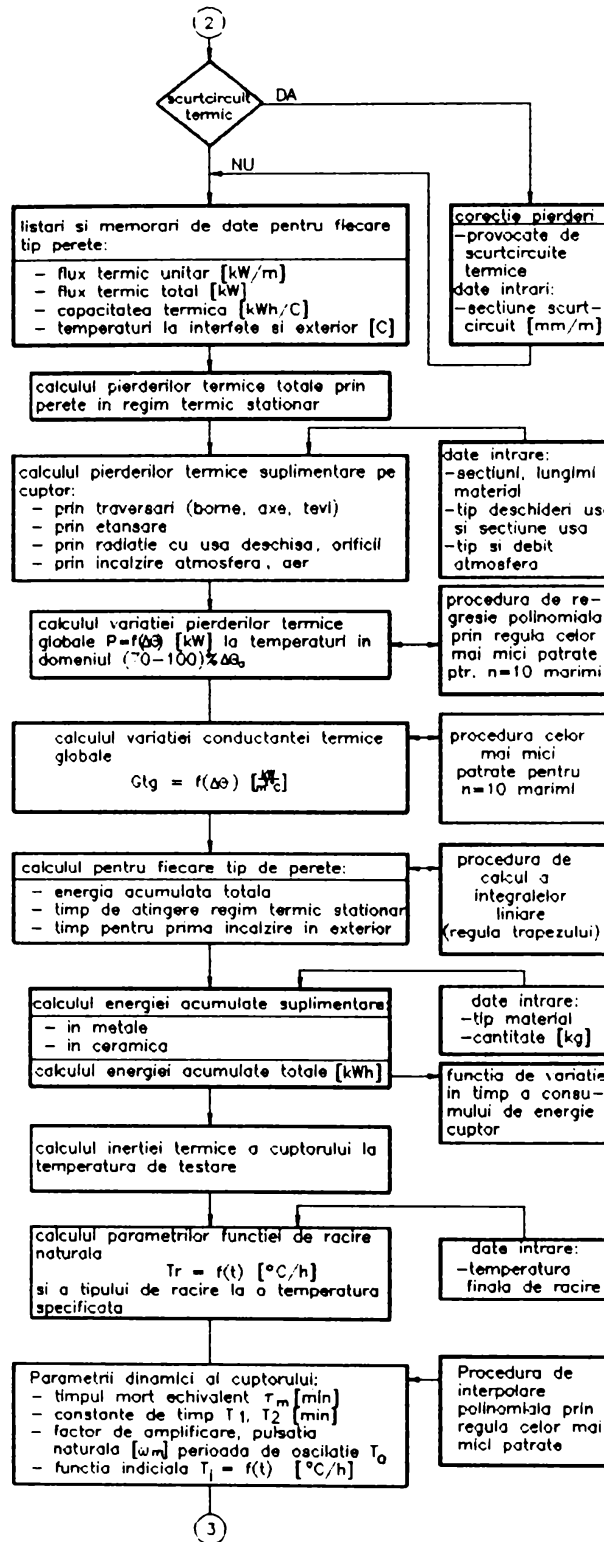 2
scurtcircuit
termic
DA
NU
listari si memorari de date pentru fiecare
tip perete:
– flux termic unitar [kW/m]
– flux termic total [kW]
– capacitatea termica [kWh/C]
– temperaturi la interfete si exterior [C]
corectie pierderi
–provocate de
scurtcircuite
termice
date intrari:
–sectiune scurt–
circuit [mm/m]
calculul pierderilor termice totale prin
perete in regim termic stationar
calculul pierderilor termice suplimentare pe
cuptor:
– prin traversari (borne, axe, tevi)
– prin etansare
– prin radiatie cu usa deschisa, orificii
– prin incalzire atmosfera, aer
date intrare:
–sectiuni, lungimi
material
–tip deschideri usa
si sectiune usa
–tip si debit
atmosfera
calculul variatiei pierderilor termice
globale P=f(ΔΘ) [kW] la temperaturi in
domeniul (70–100)%ΔΘₒ
procedura de re–
gresie polinomiala
prin regula celor
mai mici patrate
ptr. n=10 marimi
calculul variatiei conductantei termice
globale
Gtg = f(ΔΘ)
procedura celor
mai mici
patrate pentru
n=10 marimi
calculul pentru fiecare tip de perete:
– energia acumulata totala
– timp de atingere regim termic stationar
– timp pentru prima incalzire in exterior
procedura de
calcul a
integralelor
liniare
(regula trapezului)
calculul energiei acumulate suplimentare:
– in metale
– in ceramica
calculul energiei acumulate totale [kWh]
date intrare:
–tip material
–cantitate [kg]
functia de variatie
in timp a consu–
mului de energie
cuptor
calculul inertiei termice a cuptorului la
temperatura de testare
calculul parametrilor functiei de racire
naturala
Tr = f(t) [°C/h]
si a tipului de racire la o temperatura
specificata
date intrare:
–temperatura
finala de racire
Parametrii dinamici al cuptorului:
– timpul mort echivalent τm [min]
– constante de timp T1, T2 [min]
– factor de amplificare, pulsatia
naturala [ωm] perioada de oscilatie To
– functia indiciala Ti = f(t) [°C/h]
Procedura de
interpolare
polinomiala prin
regula celor mai
mici patrate
3